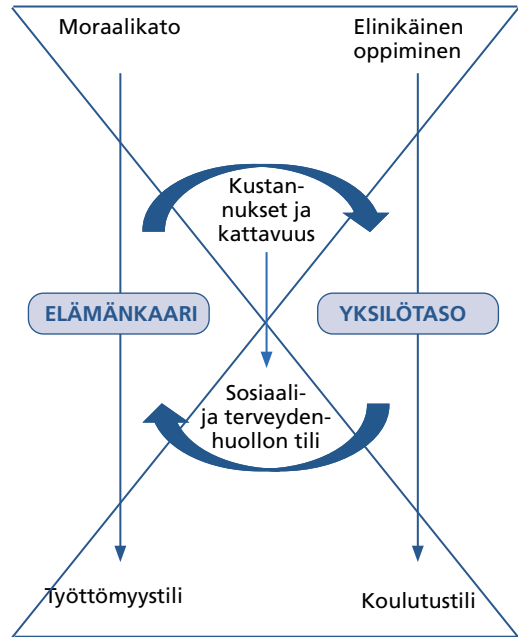 Moraalikato
Elinikäinen
oppiminen
Kustan-
nukset ja
kattavuus
ELÄMÄNKAARI
YKSILÖTASO
Sosiaali-
ja terveyden-
huollon tili
Työttömyystili
Koulutustili